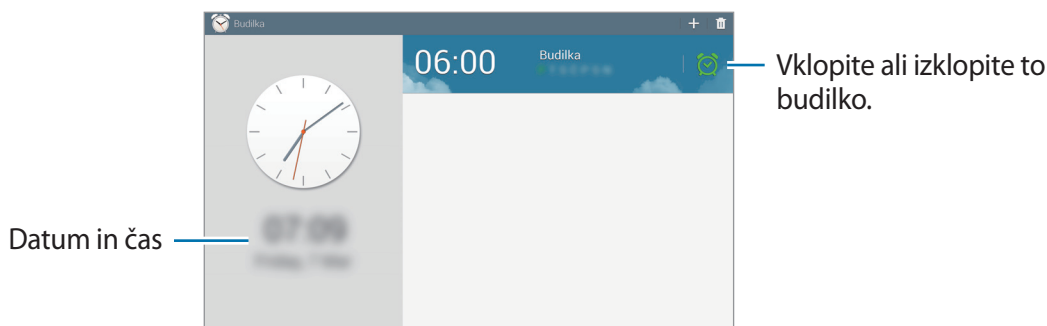 Budilka
06:00
Budilka
Vklopite ali izklopite to
budilko.
Datum in čas